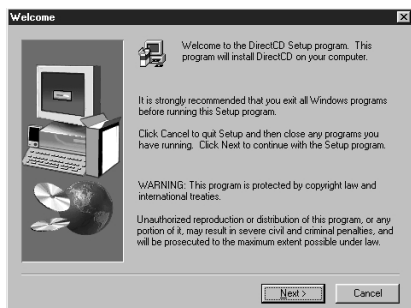 Welcome
Welcome to the DirectCD Setup program. This
program will install DirectCD on your computer.
It is strongly recommended that you exit all Windows programs
before running this Setup program.
Click Cancel to quit Setup and then close any programs you
have running. Click Next to continue with the Setup program.
WARNING: This program is protected by copyright law and
international treaties.
Unauthorized reproduction or distribution of this program, or any
portion of it, may result in severe civil and criminal penalties, and
will be prosecuted to the maximum extent possible under law.
Next >
Cancel